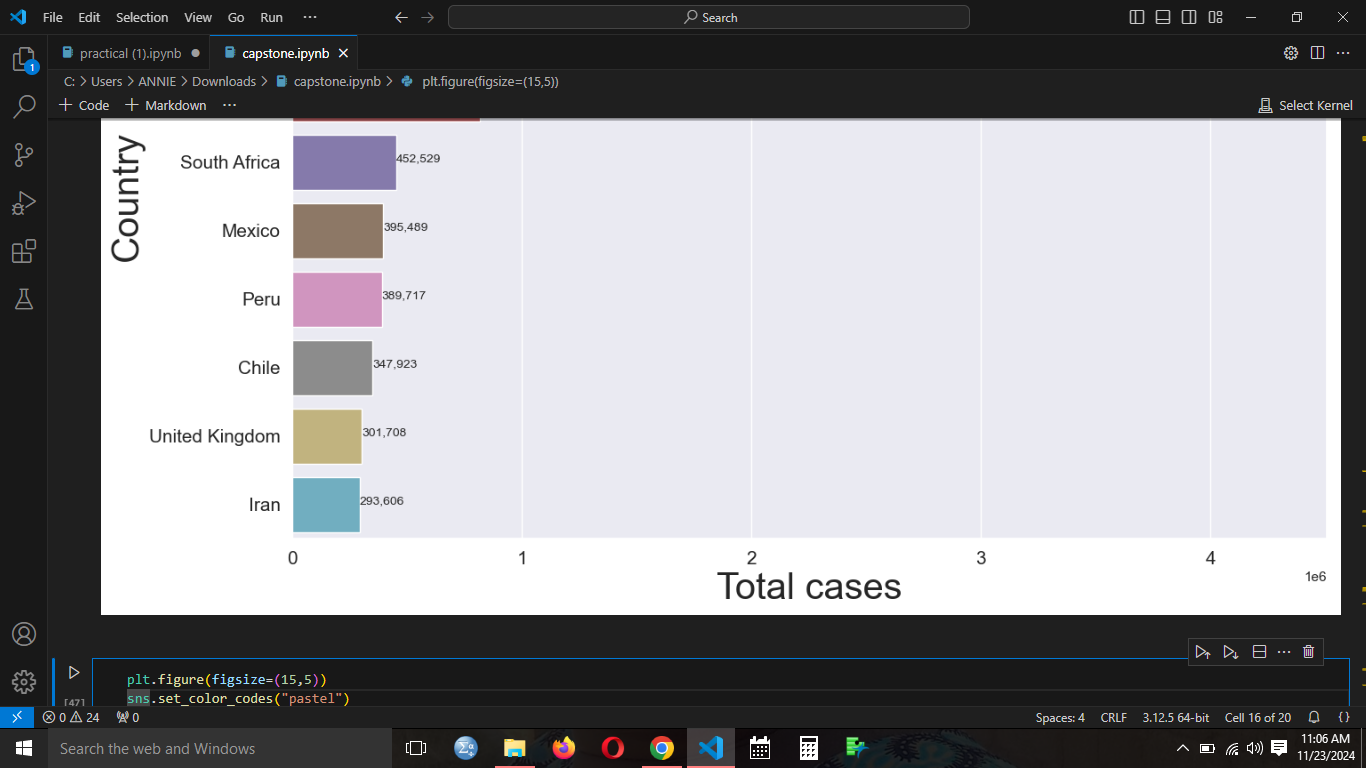 File Edit Selection View Go Run ··· Search
practical (1).ipynb capstone.ipynb
C: > Users > ANNIE > Downloads > capstone.ipynb > plt.figure(figsize=(15,5))
+ Code + Markdown ··· Select Kernel
Country
South Africa 452,529
Mexico 395,489
Peru 389,717
Chile 347,923
United Kingdom 301,708
Iran 293,606
0 1 2 3 4
1e6
Total cases
plt.figure(figsize=(15,5))
[47]
sns.set_color_codes("pastel")
0 24 0 Spaces: 4 CRLF 3.12.5 64-bit Cell 16 of 20 {}
Search the web and Windows
11:06 AM
11/23/2024
1